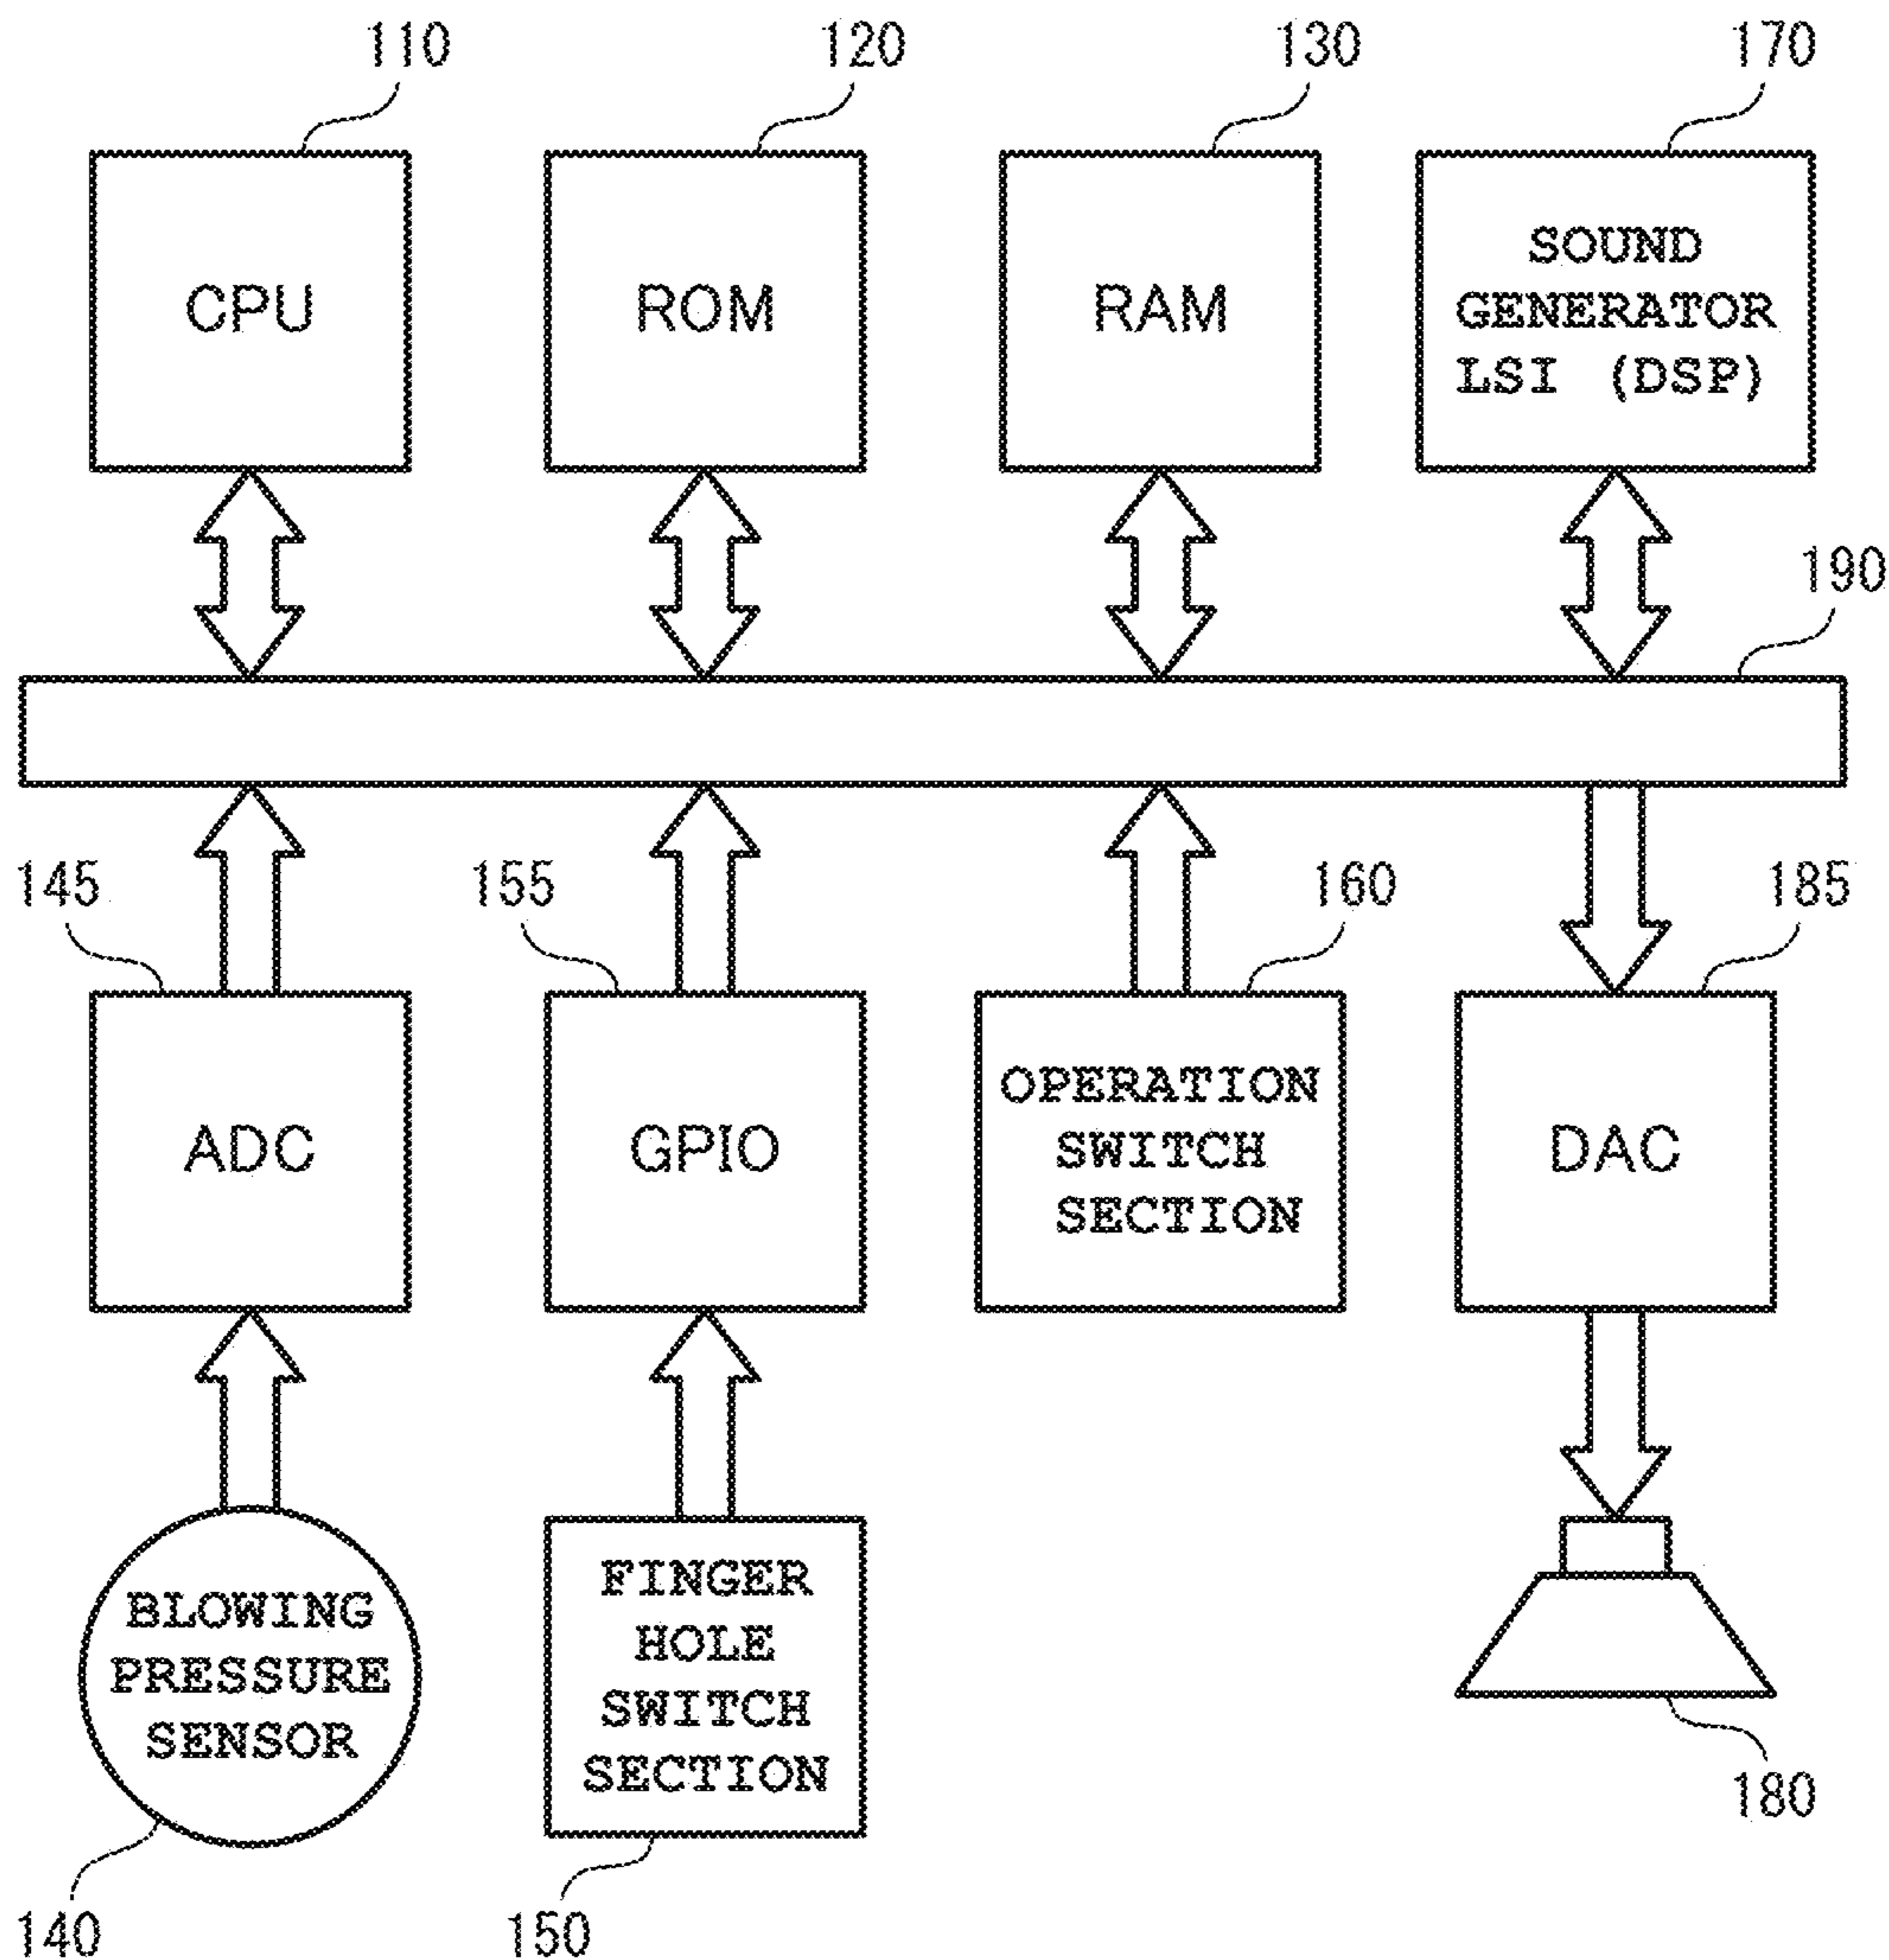 110
120
130
170
CPU
ROM
RAM
SOUND
GENERATOR
LSI (DSP)
190
145
155
160
185
ADC
GPIO
OPERATION
SWITCH
SECTION
DAC
BLOWING
PRESSURE
SENSOR
FINGER
HOLE
SWITCH
SECTION
180
140
150